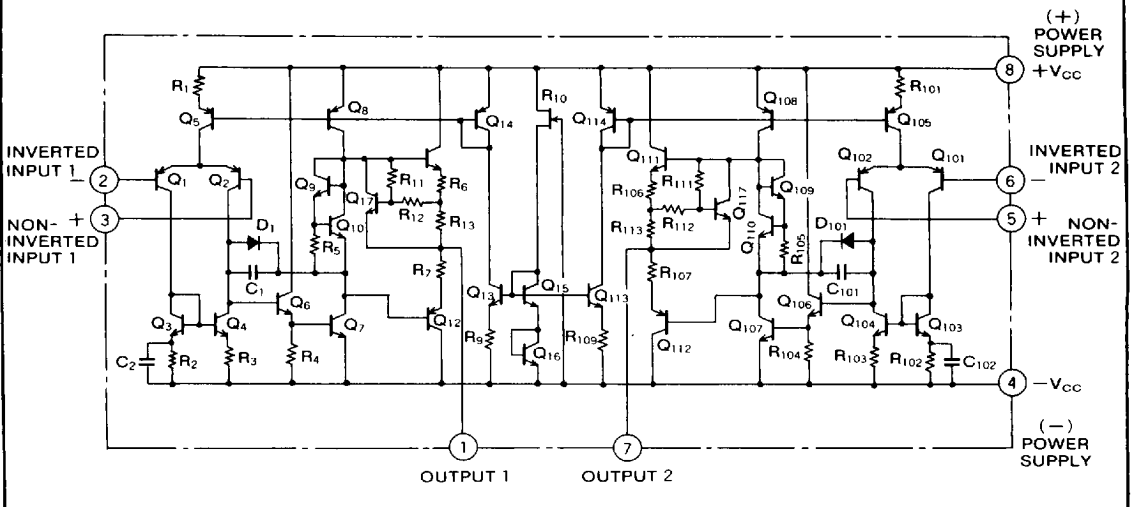 (+)
POWER
SUPPLY
8
+VCC
R1
Q5
Q8
Q14
R10
Q114
Q108
R101
Q105
INVERTED
INPUT 1
−
2
Q1
Q2
Q9
Q17
R11
R6
R12
R13
Q10
R5
3
+
NON-
INVERTED
INPUT 1
D1
C1
Q6
R7
Q3
Q4
Q7
Q12
C2
R2
R3
R4
Q13
R9
Q15
Q16
Q113
R109
Q111
R106
R111
R112
Q117
R113
R107
Q112
Q109
Q110
R105
Q102
Q101
D101
C101
Q106
Q107
R104
Q104
Q103
R103
R102
C102
INVERTED
INPUT 2
6
−
5
+
NON-
INVERTED
INPUT 2
4
−VCC
(−)
POWER
SUPPLY
1
OUTPUT 1
7
OUTPUT 2